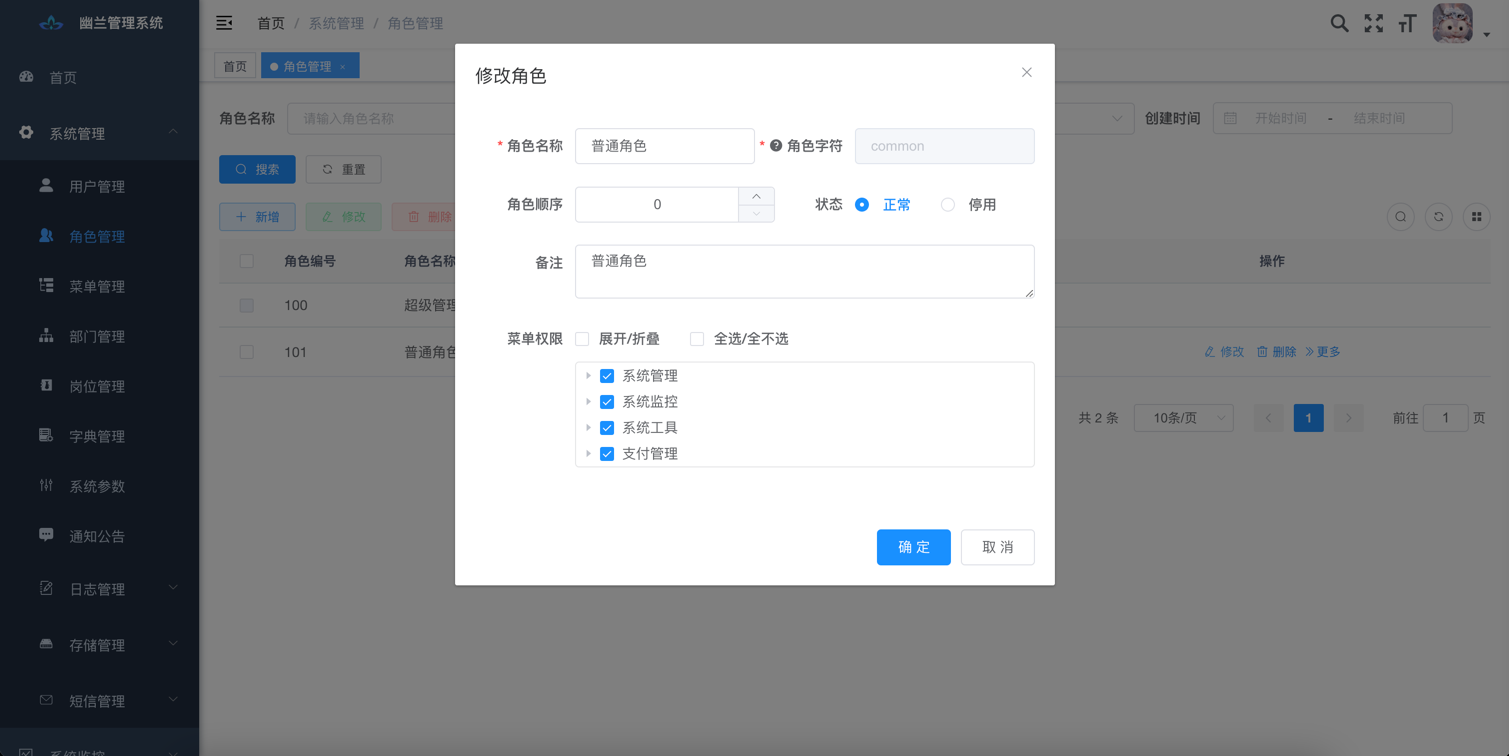 幽兰管理系统
首页 / 系统管理 / 角色管理
首页
角色管理 ×
首页
系统管理
用户管理
角色管理
菜单管理
部门管理
岗位管理
字典管理
系统参数
通知公告
日志管理
存储管理
短信管理
系统监控
角色名称 请输入角色名称
创建时间 开始时间 - 结束时间
搜索 重置
新增 修改 删除
角色编号 角色名称 操作
100 超级管理
101 普通角色 修改 删除 更多
共 2 条 10条/页 1 前往 1 页
修改角色
* 角色名称 普通角色 * 角色字符 common
角色顺序 0 状态 正常 停用
备注 普通角色
菜单权限 展开/折叠 全选/全不选
系统管理
系统监控
系统工具
支付管理
确 定 取 消